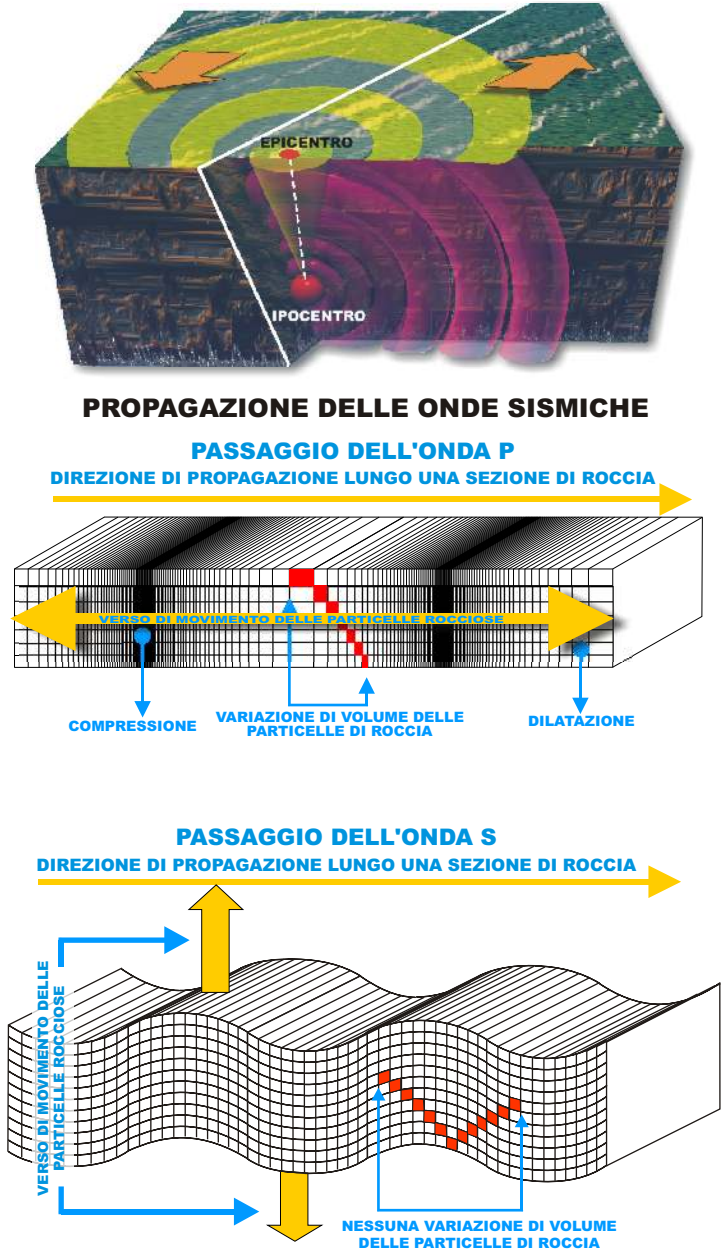 EPICENTRO
IPOCENTRO
PROPAGAZIONE DELLE ONDE SISMICHE
PASSAGGIO DELL'ONDA P
DIREZIONE DI PROPAGAZIONE LUNGO UNA SEZIONE DI ROCCIA
VERSO DI MOVIMENTO DELLE PARTICELLE ROCCIOSE
COMPRESSIONE
VARIAZIONE DI VOLUME DELLE
PARTICELLE DI ROCCIA
DILATAZIONE
PASSAGGIO DELL'ONDA S
DIREZIONE DI PROPAGAZIONE LUNGO UNA SEZIONE DI ROCCIA
VERSO DI MOVIMENTO DELLE
PARTICELLE ROCCIOSE
NESSUNA VARIAZIONE DI VOLUME
DELLE PARTICELLE DI ROCCIA